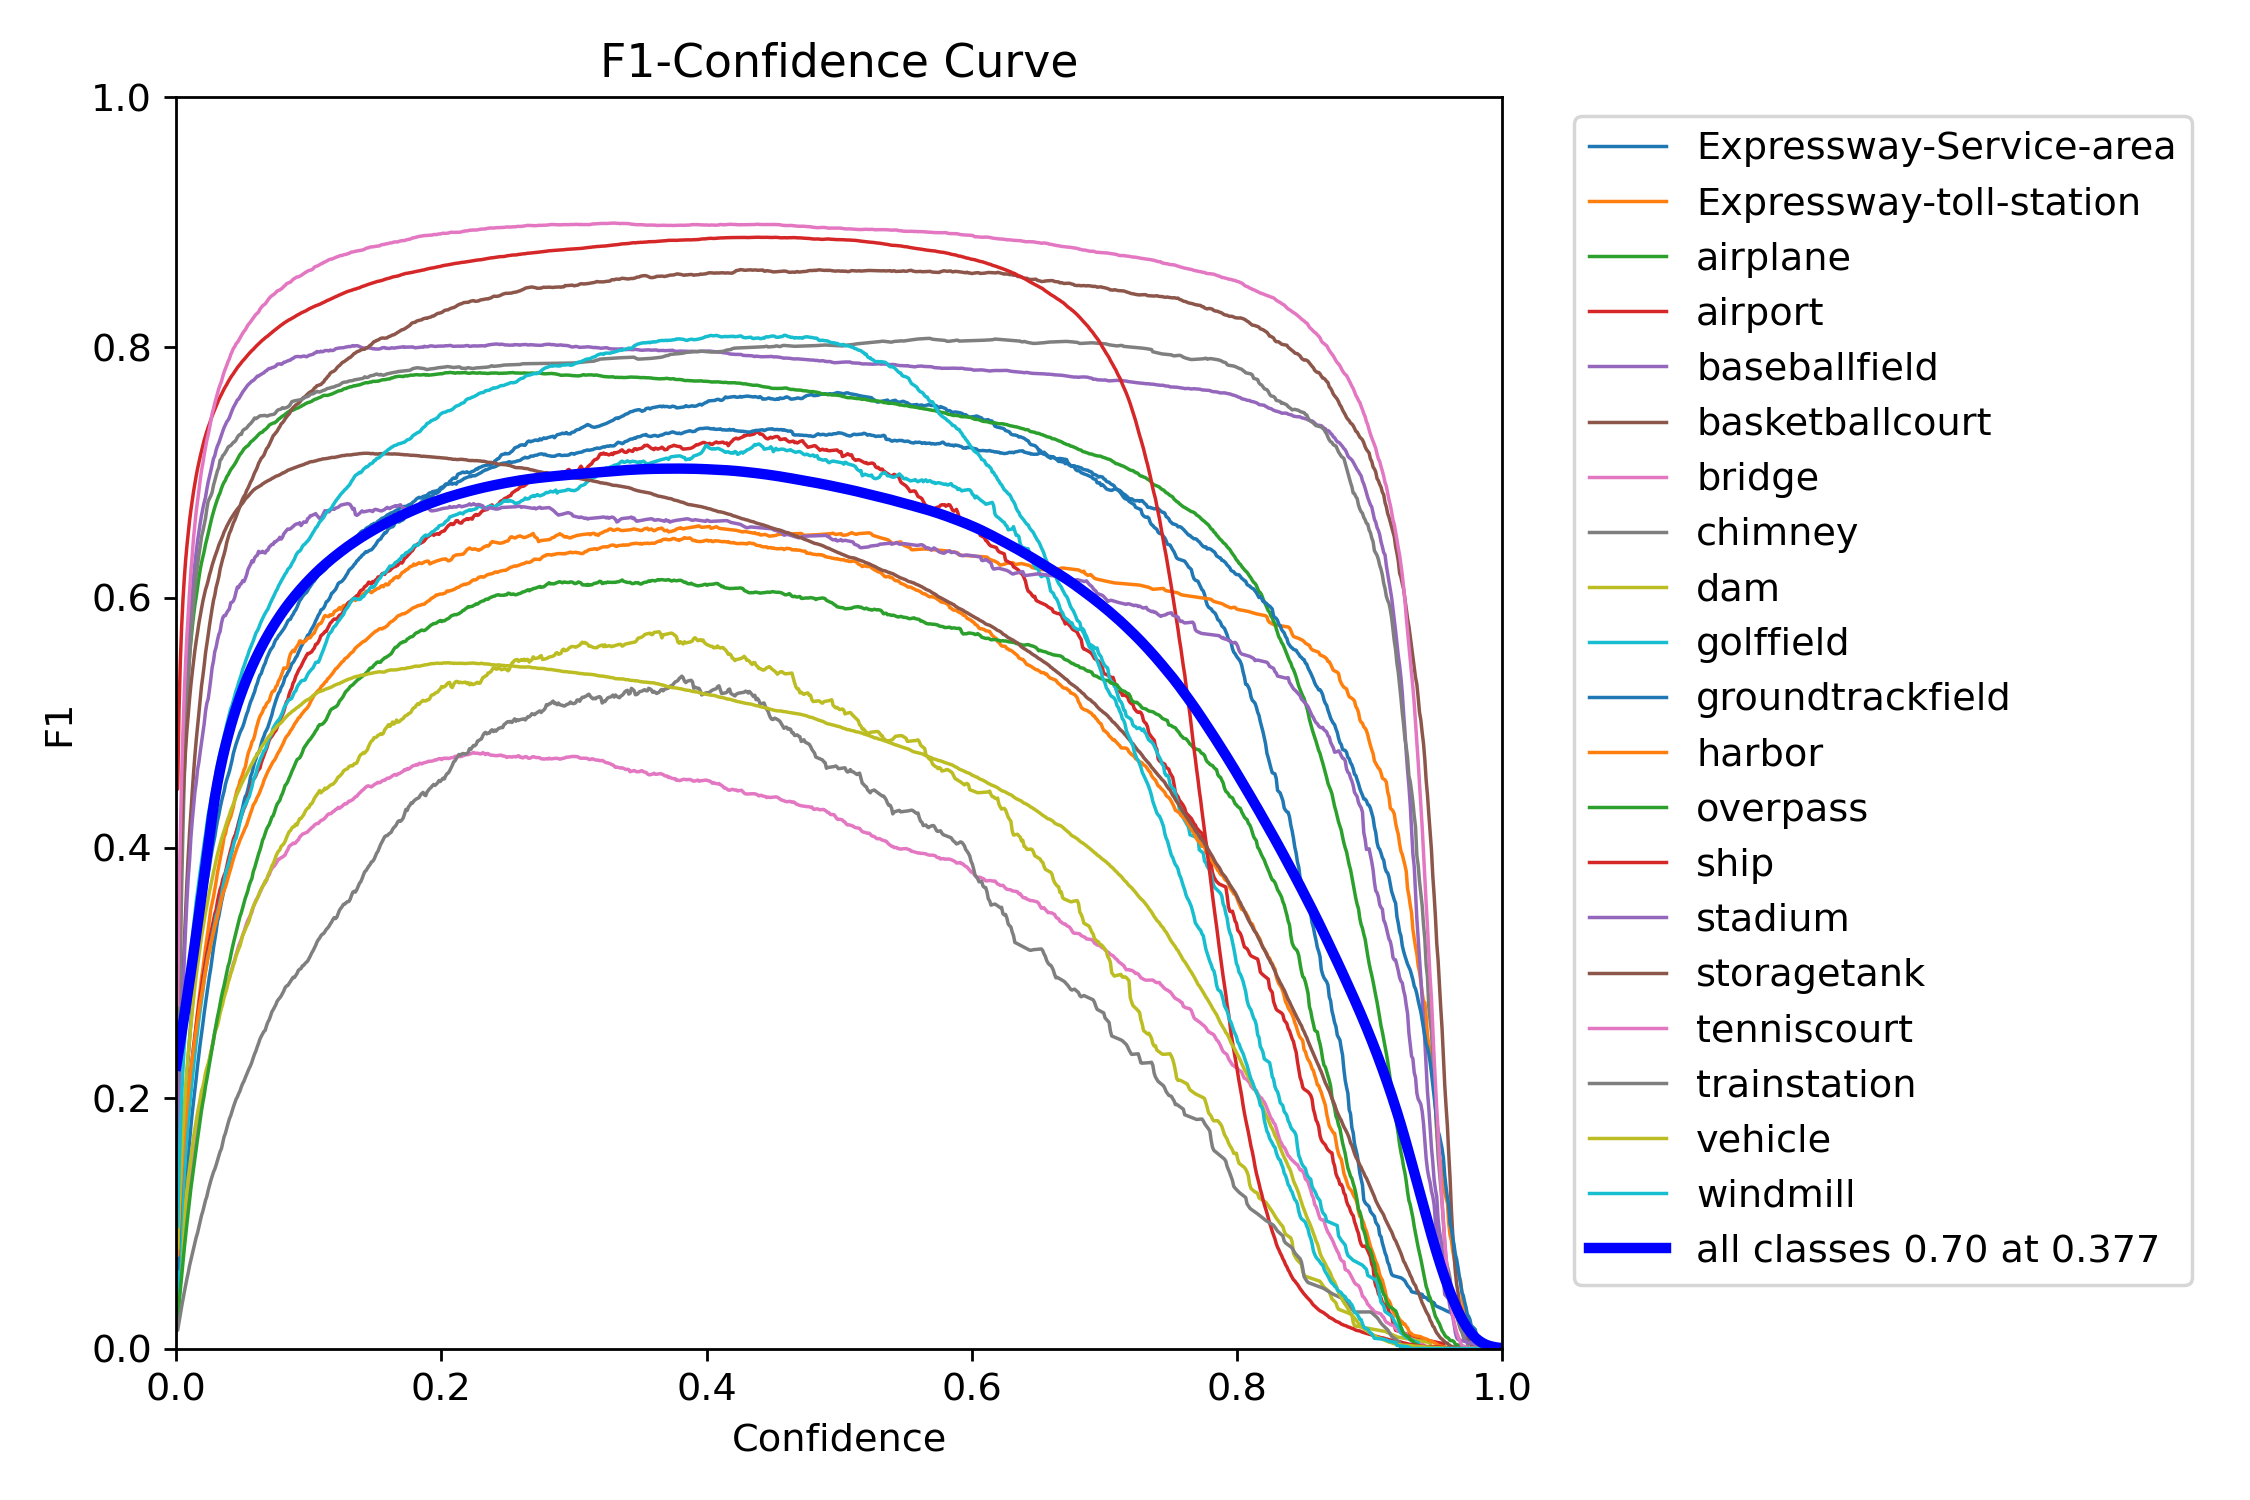 F1-Confidence Curve
1.0
0.8
0.6
0.4
0.2
0.0
F1
0.0 0.2 0.4 0.6 0.8 1.0
Confidence
Expressway-Service-area
Expressway-toll-station
airplane
airport
baseballfield
basketballcourt
bridge
chimney
dam
golffield
groundtrackfield
harbor
overpass
ship
stadium
storagetank
tenniscourt
trainstation
vehicle
windmill
all classes 0.70 at 0.377